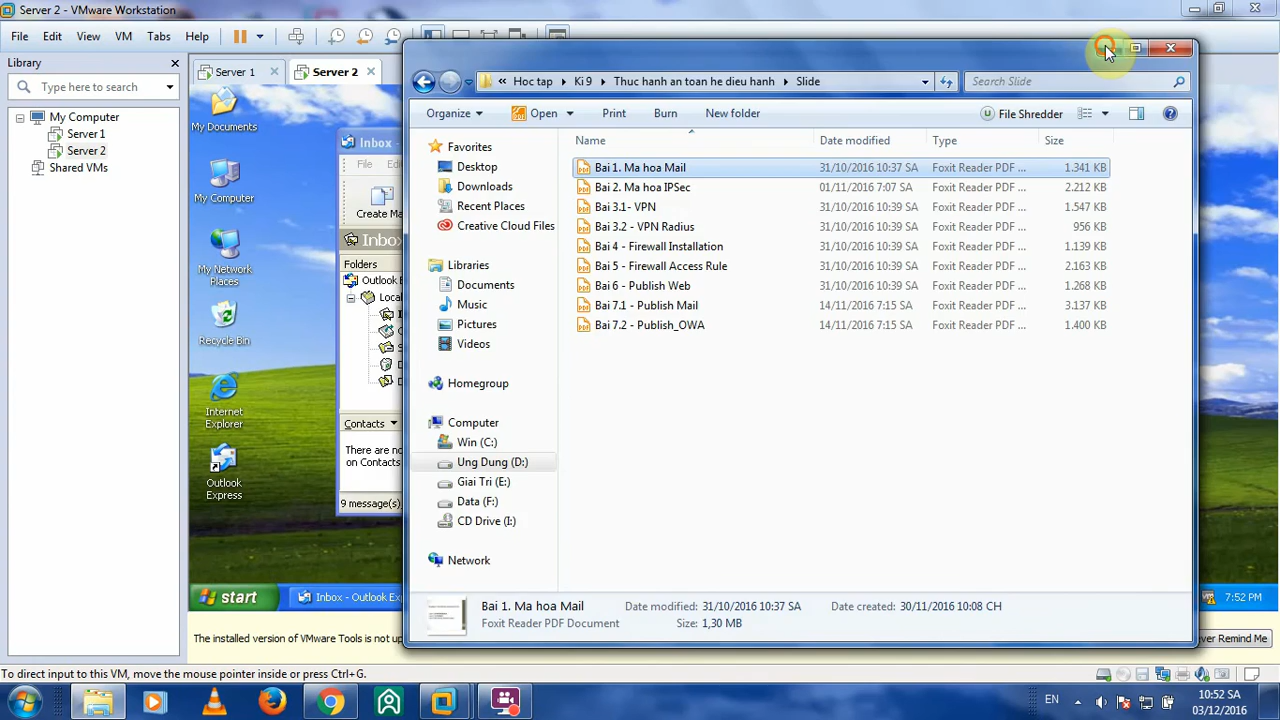 Server 2 - VMware Workstation
File Edit View VM Tabs Help
Library
Type here to search
My Computer
Server 1
Server 2
Shared VMs
Server 1
Server 2
My Documents
My Computer
My Network Places
Recycle Bin
Internet Explorer
Outlook Express
Inbox -
File
Create Ma
Inbox
Folders
Outlook E
Local
Contacts
There are no
on Contacts
9 message(s)
« Hoc tap Ki 9 Thuc hanh an toan he dieu hanh Slide
Search Slide
Organize Open Print Burn New folder File Shredder
Favorites
Desktop
Downloads
Recent Places
Creative Cloud Files
Libraries
Documents
Music
Pictures
Videos
Homegroup
Computer
Win (C:)
Ung Dung (D:)
Giai Tri (E:)
Data (F:)
CD Drive (I:)
Network
Name Date modified Type Size
Bai 1. Ma hoa Mail 31/10/2016 10:37 SA Foxit Reader PDF ... 1.341 KB
Bai 2. Ma hoa IPSec 01/11/2016 7:07 SA Foxit Reader PDF ... 2.212 KB
Bai 3.1- VPN 31/10/2016 10:39 SA Foxit Reader PDF ... 1.547 KB
Bai 3.2 - VPN Radius 31/10/2016 10:39 SA Foxit Reader PDF ... 956 KB
Bai 4 - Firewall Installation 31/10/2016 10:39 SA Foxit Reader PDF ... 1.139 KB
Bai 5 - Firewall Access Rule 31/10/2016 10:39 SA Foxit Reader PDF ... 2.163 KB
Bai 6 - Publish Web 31/10/2016 10:39 SA Foxit Reader PDF ... 1.268 KB
Bai 7.1 - Publish Mail 14/11/2016 7:15 SA Foxit Reader PDF ... 3.137 KB
Bai 7.2 - Publish_OWA 14/11/2016 7:15 SA Foxit Reader PDF ... 1.400 KB
Bai 1. Ma hoa Mail Date modified: 31/10/2016 10:37 SA Date created: 30/11/2016 10:08 CH
Foxit Reader PDF Document Size: 1,30 MB
start Inbox - Outlook Ex 7:52 PM
The installed version of VMware Tools is not up
ver Remind Me
To direct input to this VM, move the mouse pointer inside or press Ctrl+G.
EN
10:52 SA
03/12/2016